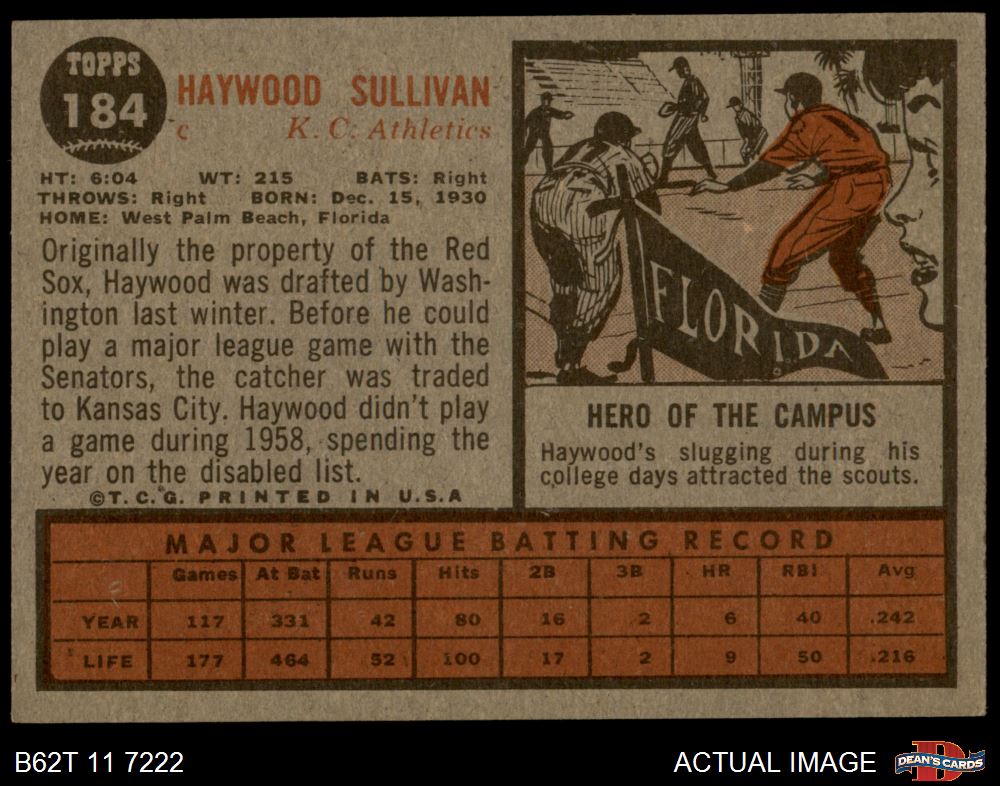 TOPPS
184
HAYWOOD SULLIVAN
C K. C. Athletics
HT: 6:04 WT: 215 BATS: Right
THROWS: Right BORN: Dec. 15, 1930
HOME: West Palm Beach, Florida
Originally the property of the Red
Sox, Haywood was drafted by Wash-
ington last winter. Before he could
play a major league game with the
Senators, the catcher was traded
to Kansas City. Haywood didn't play
a game during 1958, spending the
year on the disabled list.
©T. C. G. PRINTED IN U.S.A
FLORIDA
HERO OF THE CAMPUS
Haywood's slugging during his
college days attracted the scouts.
MAJOR LEAGUE BATTING RECORD
Games At Bat Runs Hits 2B 3B HR RBI Avg
YEAR 117 331 42 80 16 2 6 40 .242
LIFE 177 464 52 100 17 2 9 50 .216
B62T 11 7222
ACTUAL IMAGE
D
DEAN'S CARDS